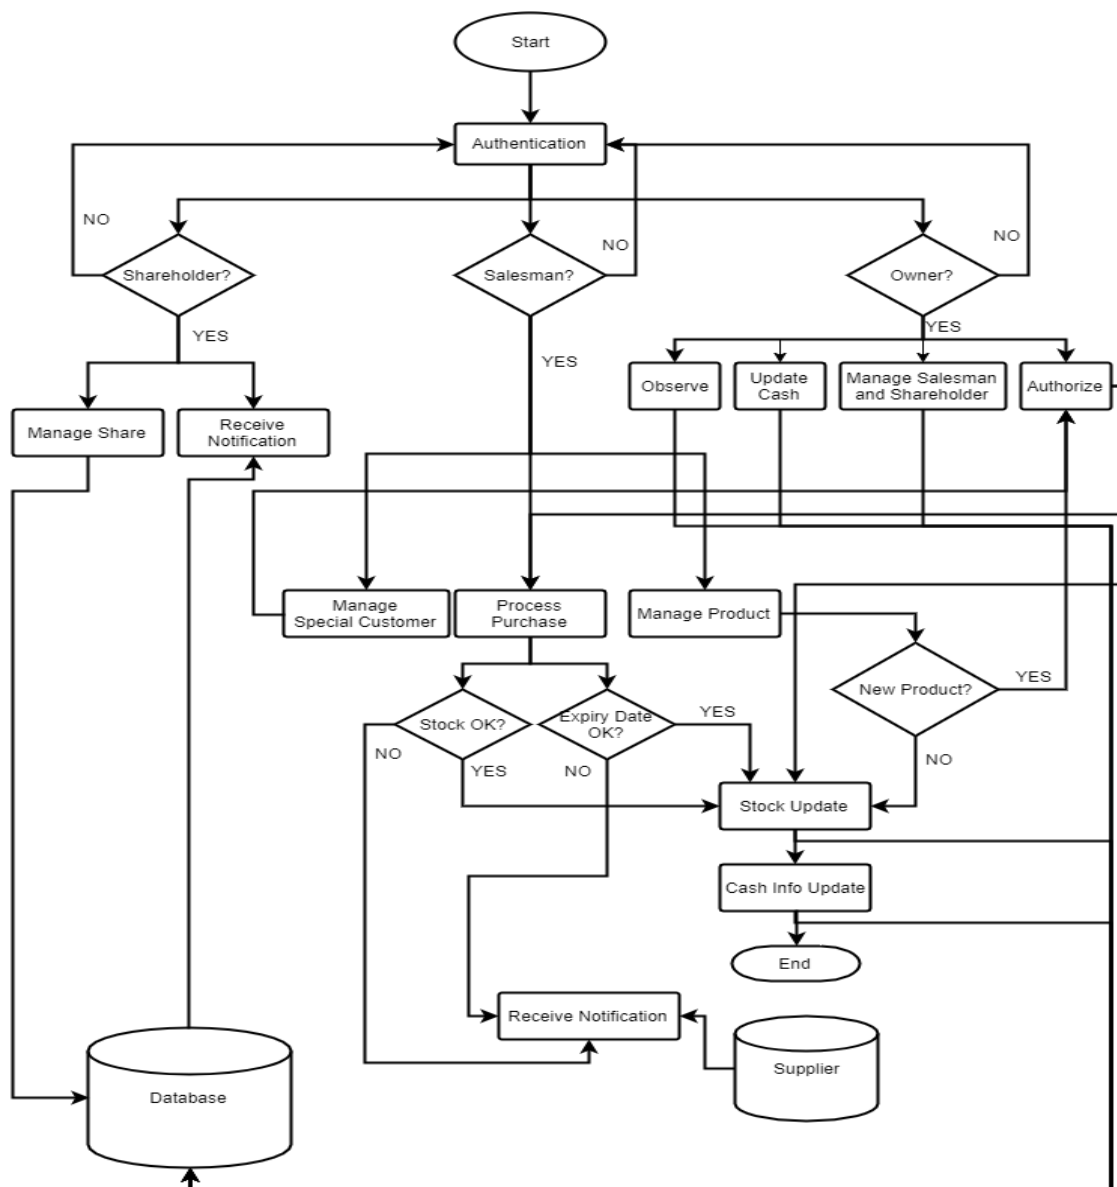 Start
Authentication
NO
NO
NO
Shareholder?
Salesman?
Owner?
YES
YES
YES
Observe
Update
Cash
Manage Salesman
and Shareholder
Authorize
Manage Share
Receive
Notification
Manage
Special Customer
Process
Purchase
Manage Product
New Product?
YES
Stock OK?
Expiry Date
OK?
YES
NO
YES
NO
NO
Stock Update
Cash Info Update
End
Receive Notification
Supplier
Database